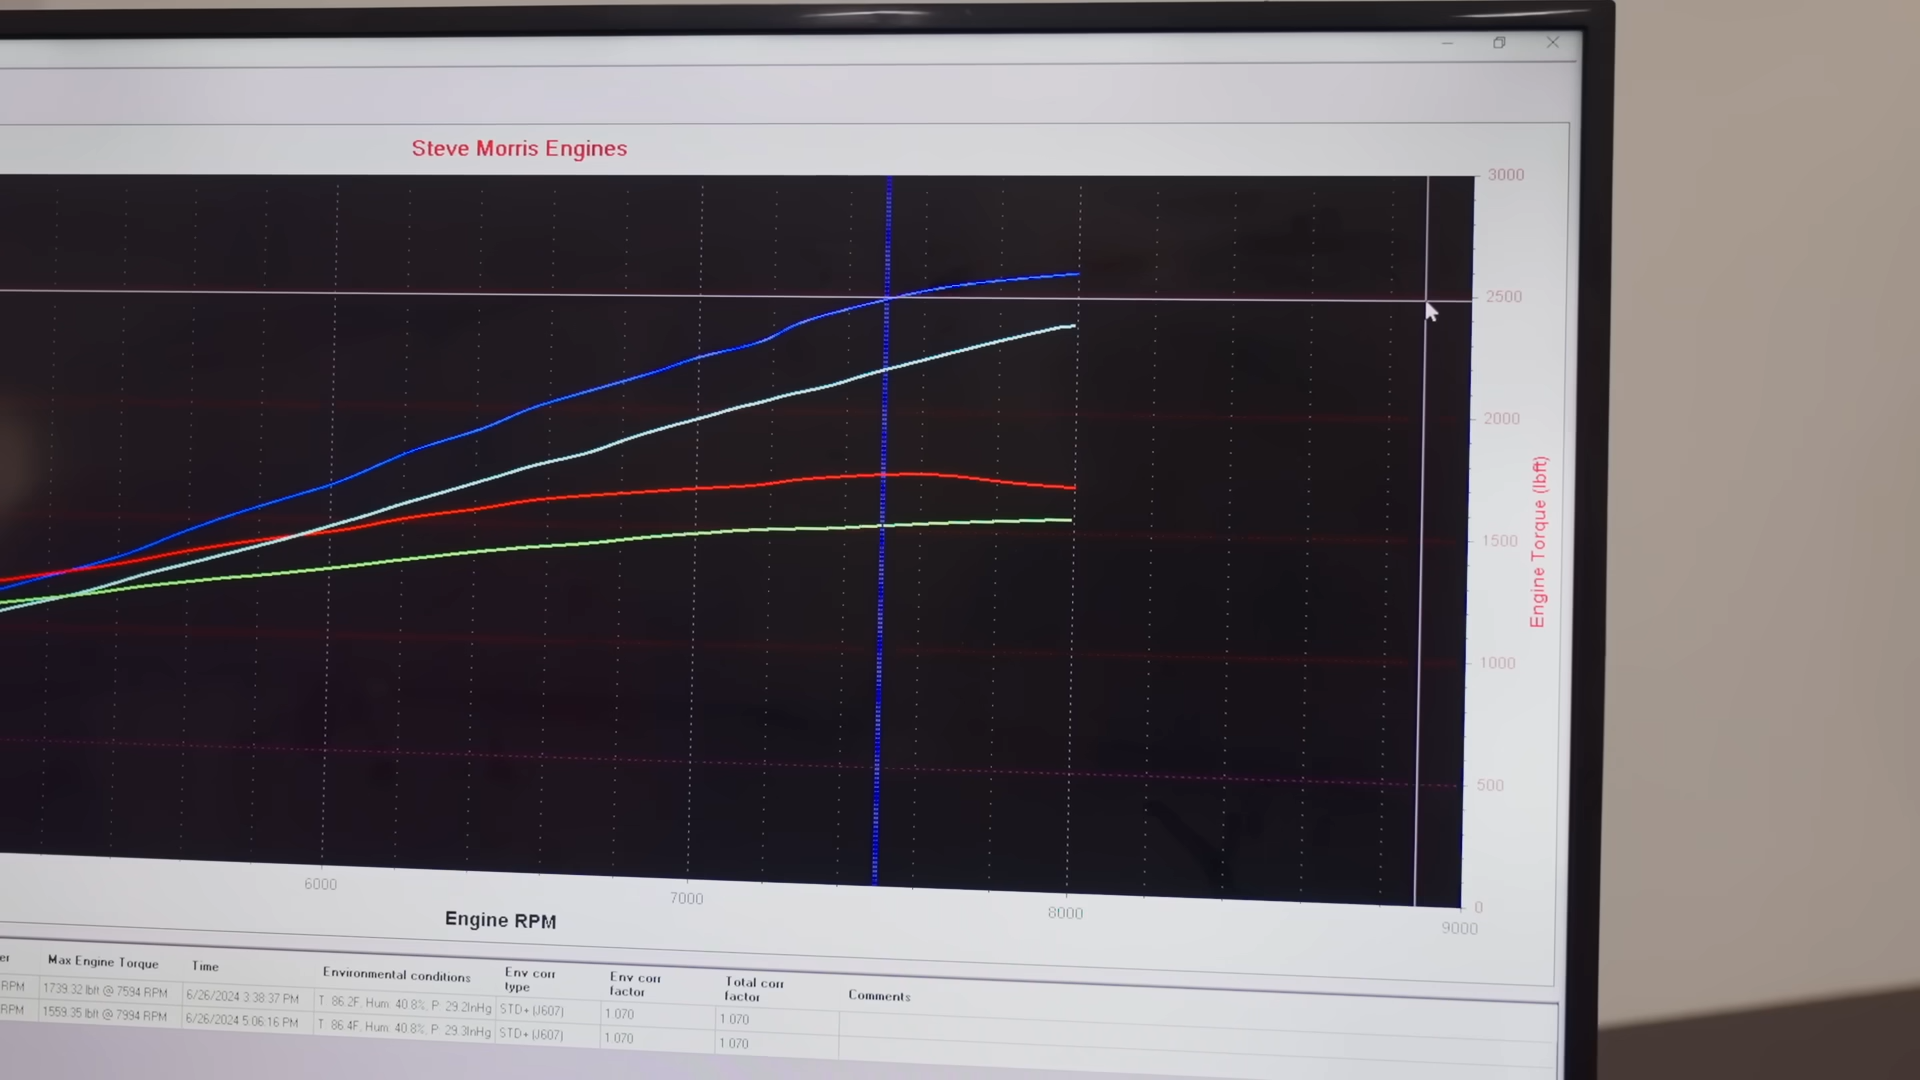 Steve Morris Engines
3000
2500
2000
1500
1000
500
0
Engine Torque (lbft)
6000
7000
8000
9000
Engine RPM
er Max Engine Torque Time Environmental conditions Env corr type Env corr factor Total corr factor Comments
RPM 1739.32 lbft @ 7594 RPM 6/26/2024 3:38:37 PM T: 86.2F, Hum: 40.8%, P: 29.2InHg STD+ (J607) 1.070 1.070
RPM 1559.35 lbft @ 7994 RPM 6/26/2024 5:06:16 PM T: 86.4F, Hum: 40.8%, P: 29.3InHg STD+ (J607) 1.070 1.070